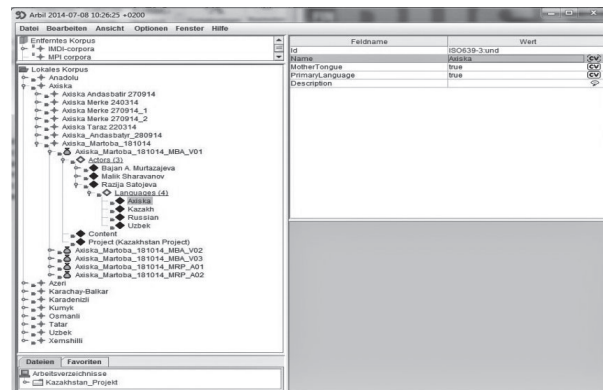 Arbil 2014-07-08 10:26:25 +0200
Datei Bearbeiten Ansicht Optionen Fenster Hilfe
Entferntes Korpus
IMDI-corpora
MPI corpora
Lokales Korpus
Anadolu
Axiska
Axiska Andasbatir 270914
Axiska Merke 240314
Axiska Merke 270914_1
Axiska Merke 270914_2
Axiska Taraz 220314
Axiska_Andasbatyr_280914
Axiska_Martoba_181014
Axiska_Martoba_181014_MBA_V01
Actors (3)
Bajan A. Murtazajeva
Malik Sharavanov
Razija Satojeva
Languages (4)
Axiska
Kazakh
Russian
Uzbek
Content
Project (Kazakhstan Project)
Axiska_Martoba_181014_MBA_V02
Axiska_Martoba_181014_MBA_V03
Axiska_Martoba_181014_MRP_A01
Axiska_Martoba_181014_MRP_A02
Azeri
Karachay-Balkar
Karadenizli
Kumyk
Osmanli
Tatar
Uzbek
Xemshilli
Dateien Favoriten
Arbeitsverzeichnisse
Kazakhstan_Projekt
Feldname Wert
Id ISO639-3:und
Name Axiska CV
MotherTongue true CV
PrimaryLanguage true CV
Description